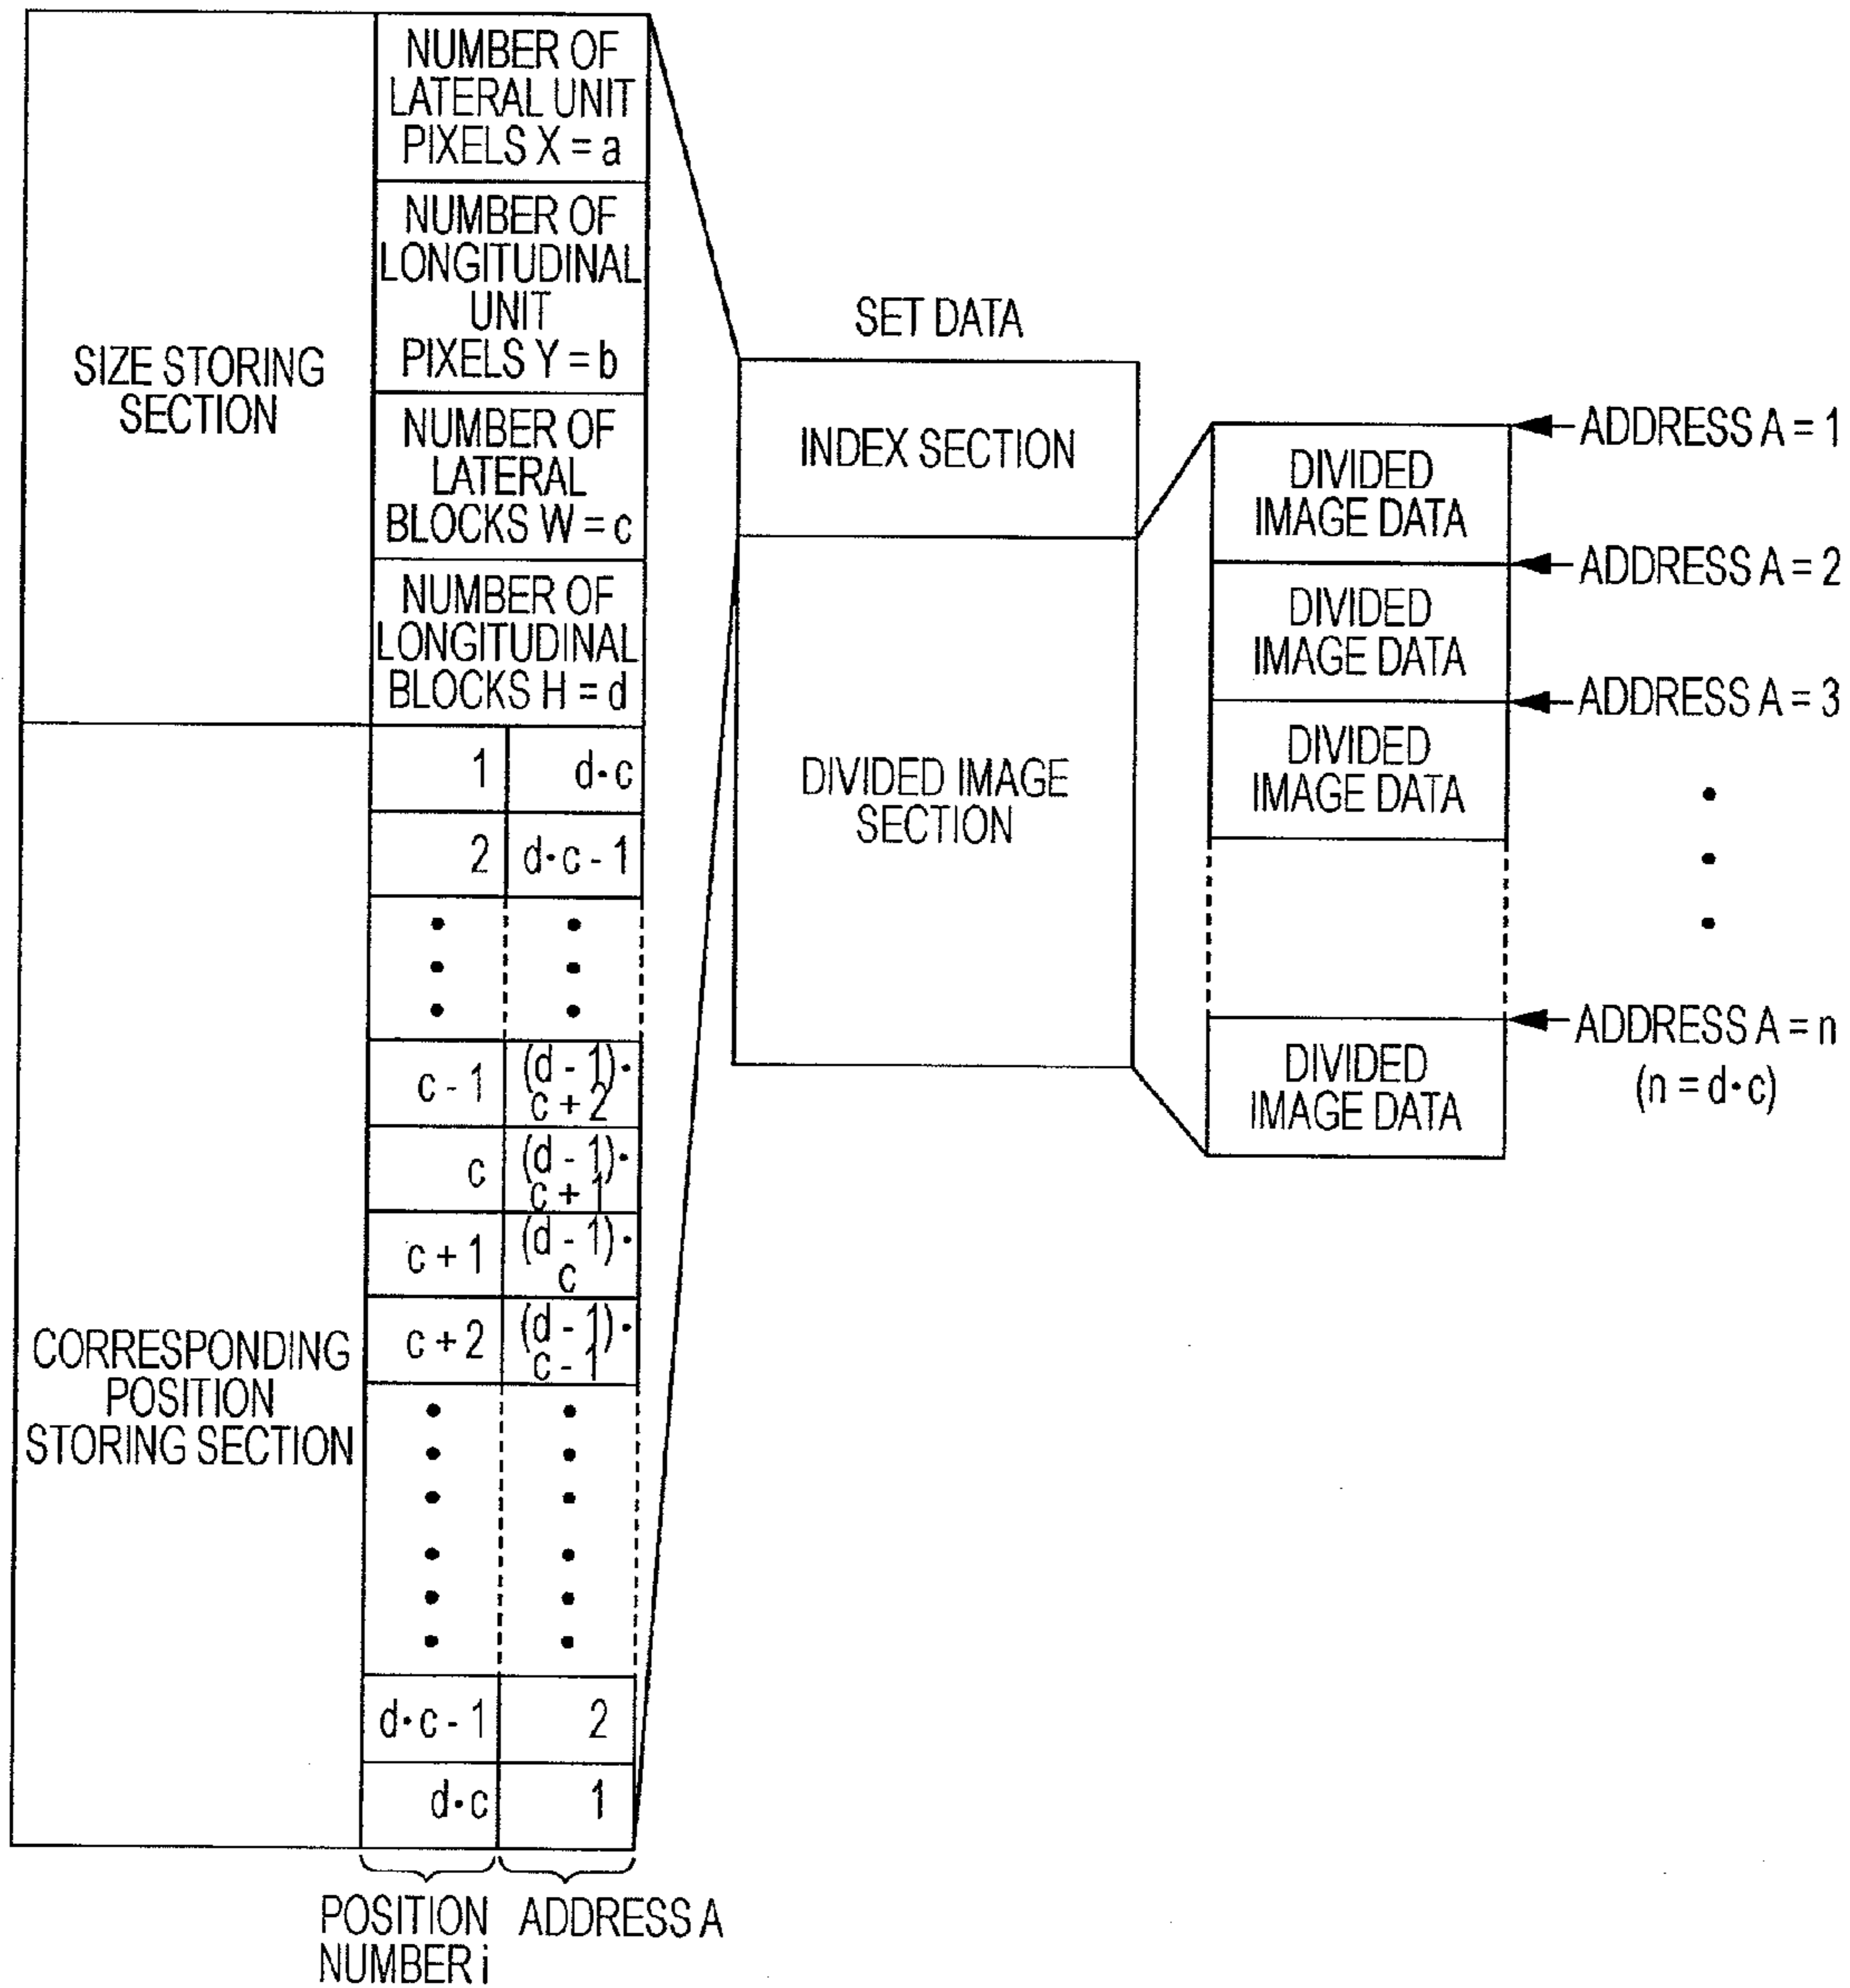 NUMBER OF
LATERAL UNIT
PIXELS X = a
NUMBER OF
LONGITUDINAL
UNIT
PIXELS Y = b
SIZE STORING
SECTION
NUMBER OF
LATERAL
BLOCKS W = c
NUMBER OF
LONGITUDINAL
BLOCKS H = d
1 d·c
2 d·c - 1
c - 1 (d - 1)·
c + 2
c (d - 1)·
c + 1
c + 1 (d - 1)·
c
c + 2 (d - 1)·
c - 1
CORRESPONDING
POSITION
STORING SECTION
d·c - 1 2
d·c 1
POSITION
NUMBER i
ADDRESS A
SET DATA
INDEX SECTION
DIVIDED IMAGE
SECTION
DIVIDED
IMAGE DATA
DIVIDED
IMAGE DATA
DIVIDED
IMAGE DATA
DIVIDED
IMAGE DATA
ADDRESS A = 1
ADDRESS A = 2
ADDRESS A = 3
ADDRESS A = n
(n = d·c)